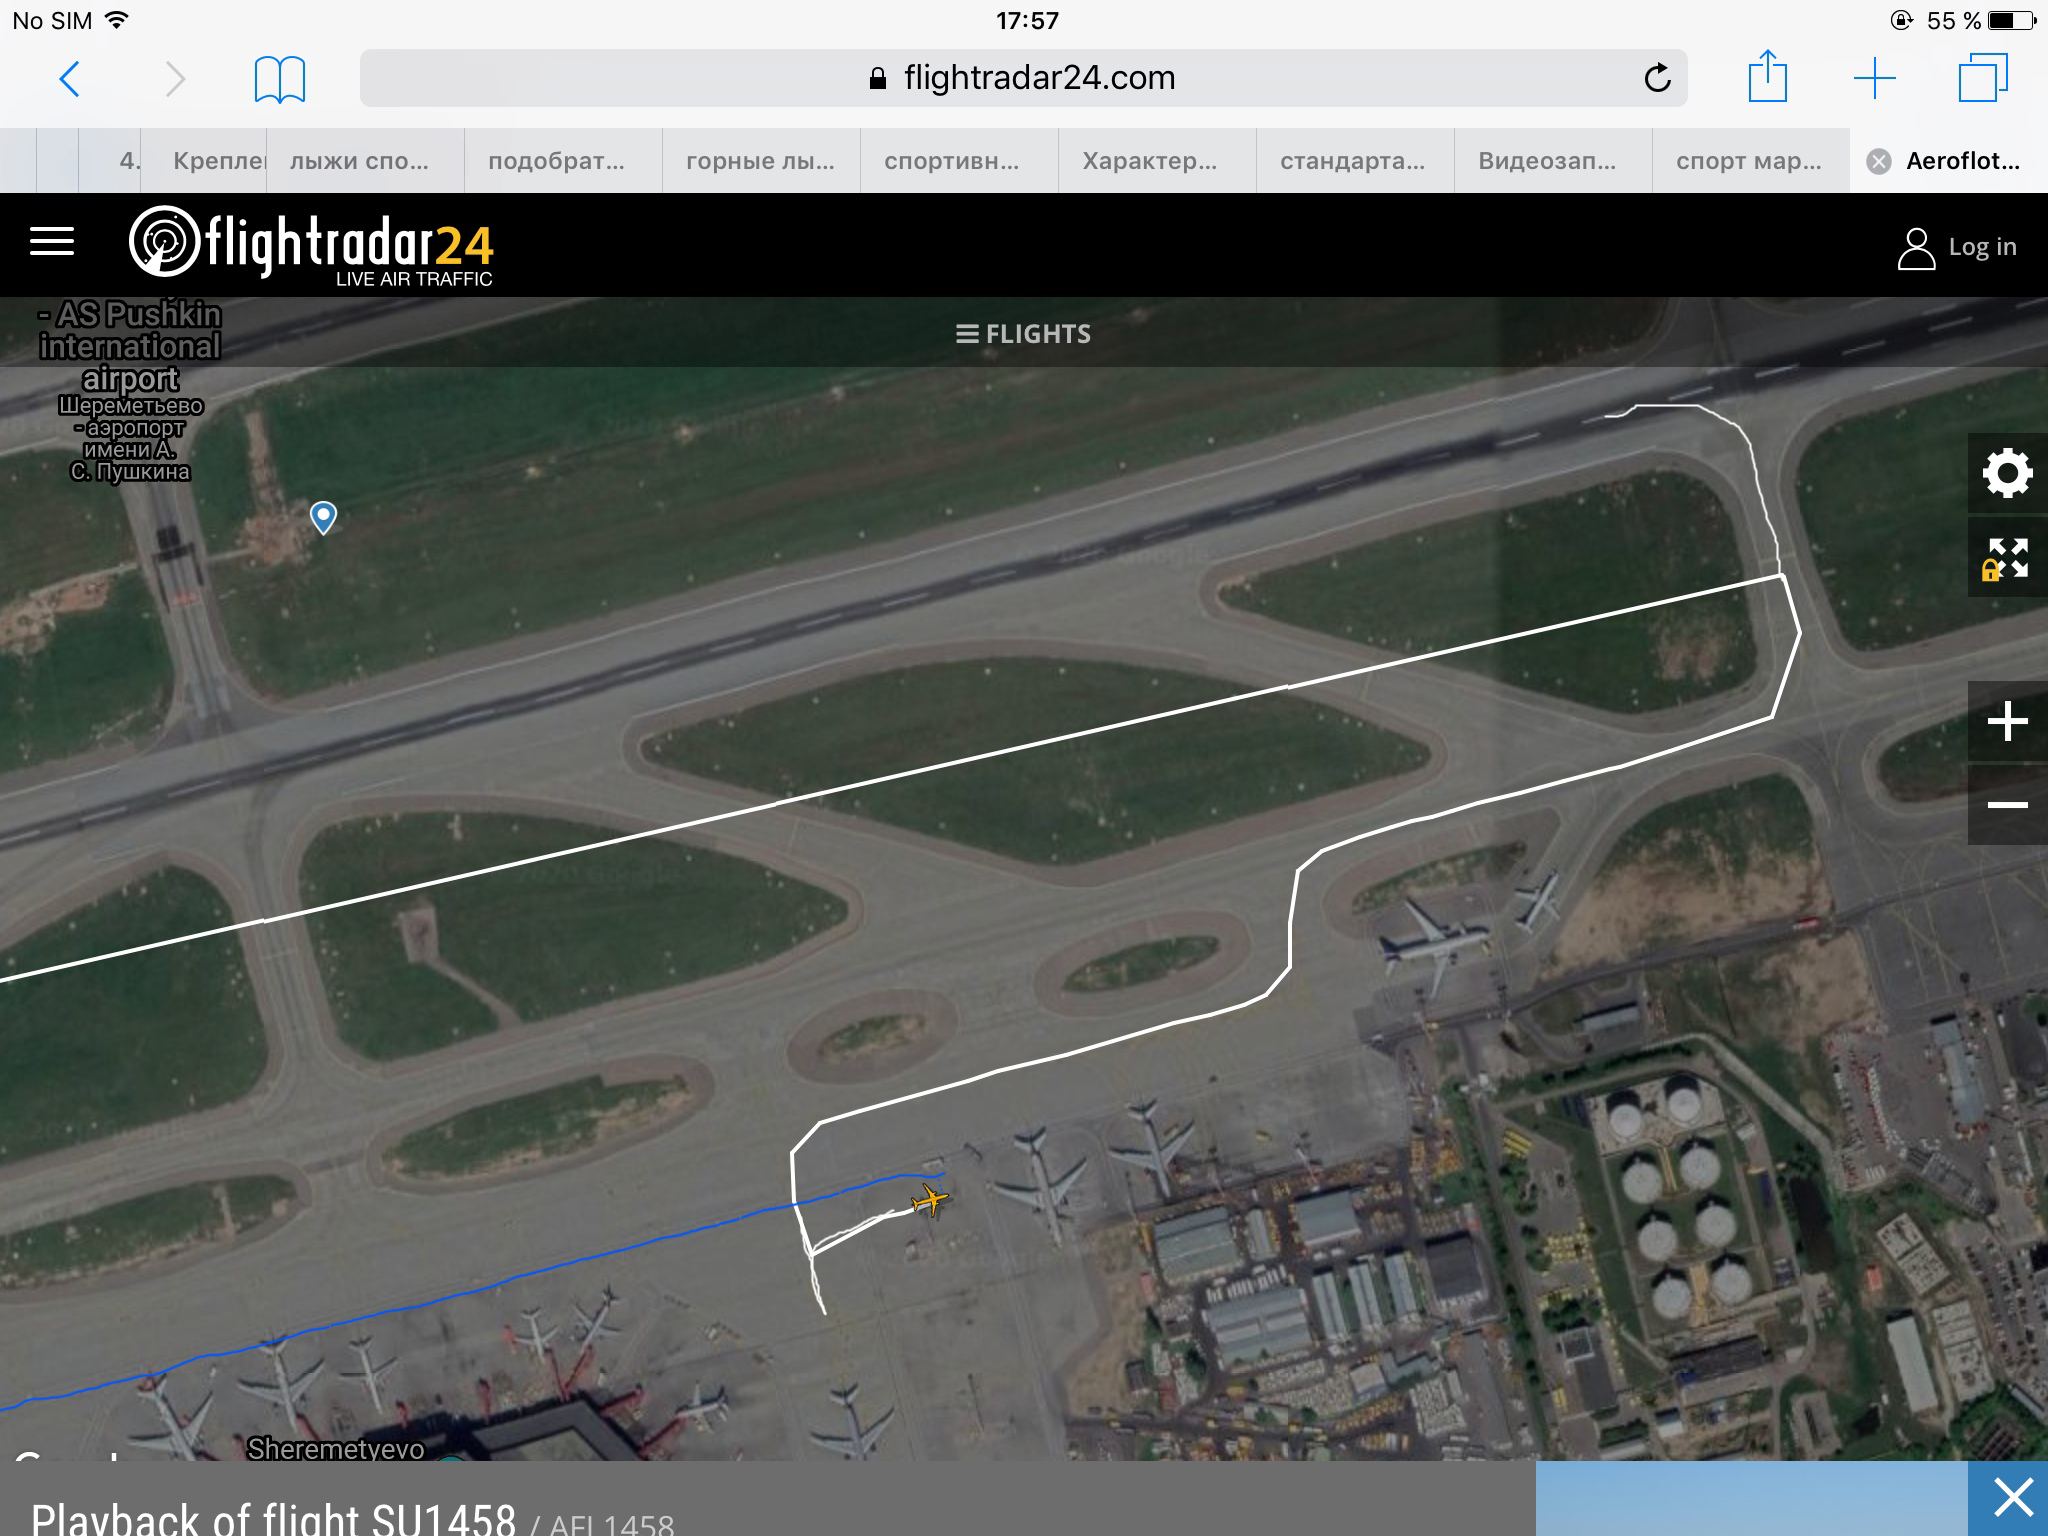 No SIM
17:57
55 %
flightradar24.com
4.
Креплеı
лыжи спо...
подобрат...
горные лы...
спортивн...
Характер...
стандарта...
Видеозап...
спорт мар...
Aeroflot...
flightradar24
LIVE AIR TRAFFIC
Log in
FLIGHTS
- AS Pushkin
international
airport
Шереметьево
- аэропорт
имени А.
С. Пушкина
Sheremetyevo
Playback of flight SU1458 / AFL1458